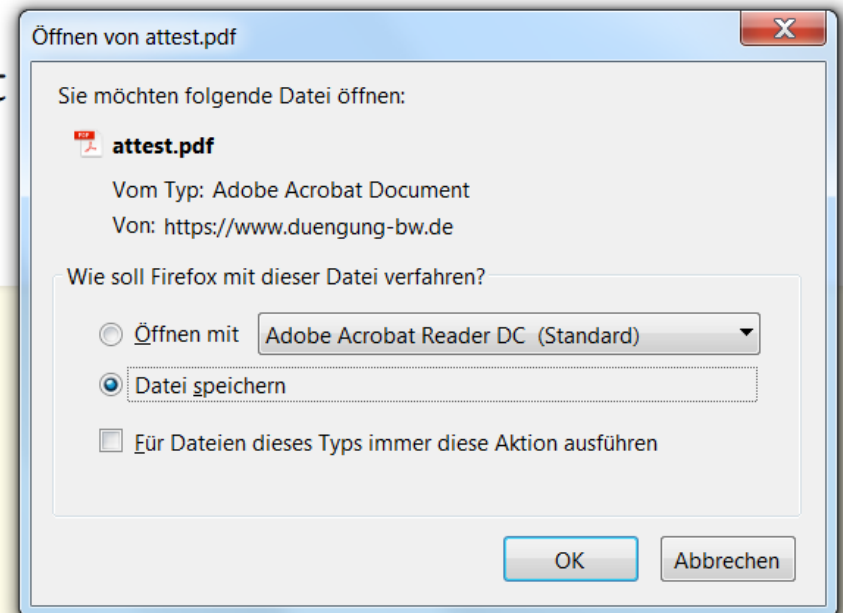 Öffnen von attest.pdf
t
Sie möchten folgende Datei öffnen:
PDF
attest.pdf
Vom Typ: Adobe Acrobat Document
Von: https://www.duengung-bw.de
Wie soll Firefox mit dieser Datei verfahren?
Öffnen mit Adobe Acrobat Reader DC (Standard)
Datei speichern
Für Dateien dieses Typs immer diese Aktion ausführen
OK Abbrechen